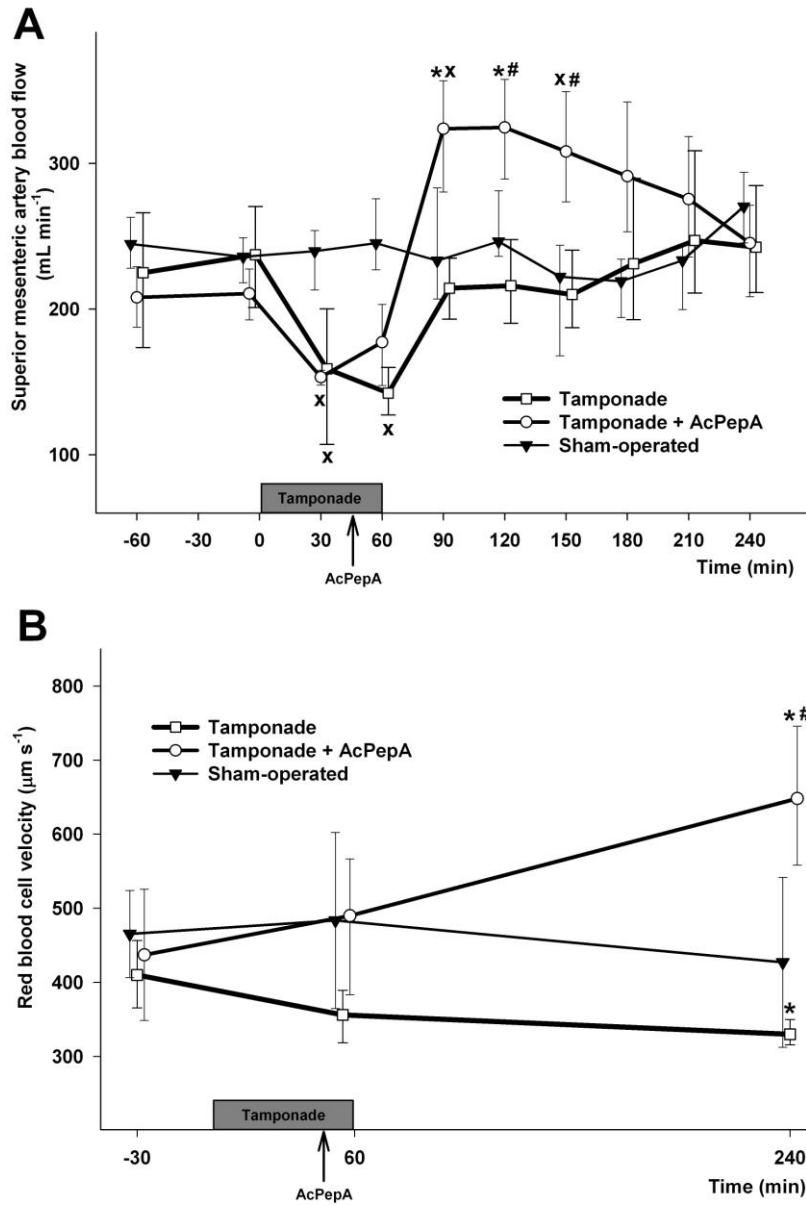 A
Superior mesenteric artery blood flow
(mL min⁻¹)
300
200
100
*x
*#
x#
x
x
x
Tamponade
Tamponade + AcPepA
Sham-operated
Tamponade
-60 -30 0 30 60 90 120 150 180 210 240
AcPepA
Time (min)
B
Red blood cell velocity (µm s⁻¹)
800
700
600
500
400
300
Tamponade
Tamponade + AcPepA
Sham-operated
*#
*
Tamponade
-30 60 240
AcPepA
Time (min)